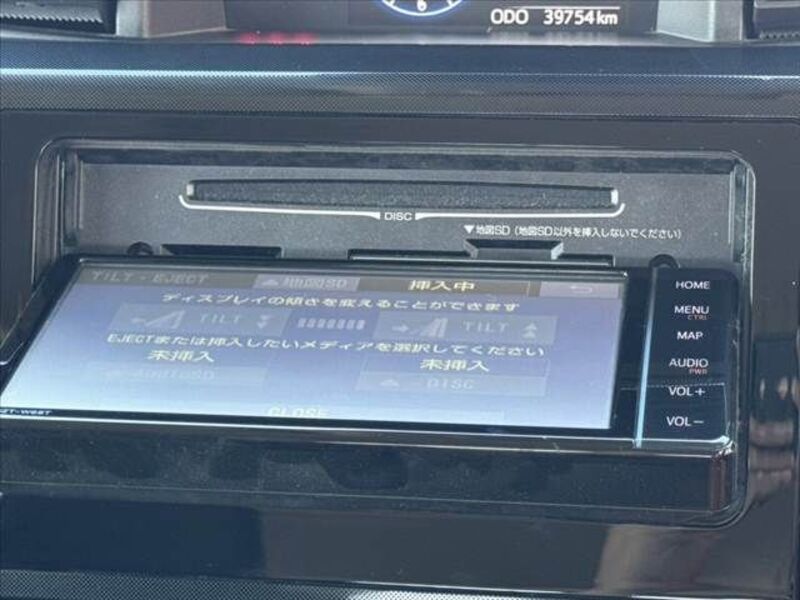 ODO 39754km
DISC
▼地図SD (地図SD以外を挿入しないでください)
TILT・EJECT
地図SD 挿入中
ディスプレイの傾きを変えることができます
TILT
TILT
EJECTまたは挿入したいメディアを選択してください
未挿入 未挿入
DISC
CLOSE
HOME
MENU
CTRL
MAP
AUDIO
PWR
VOL+
VOL−